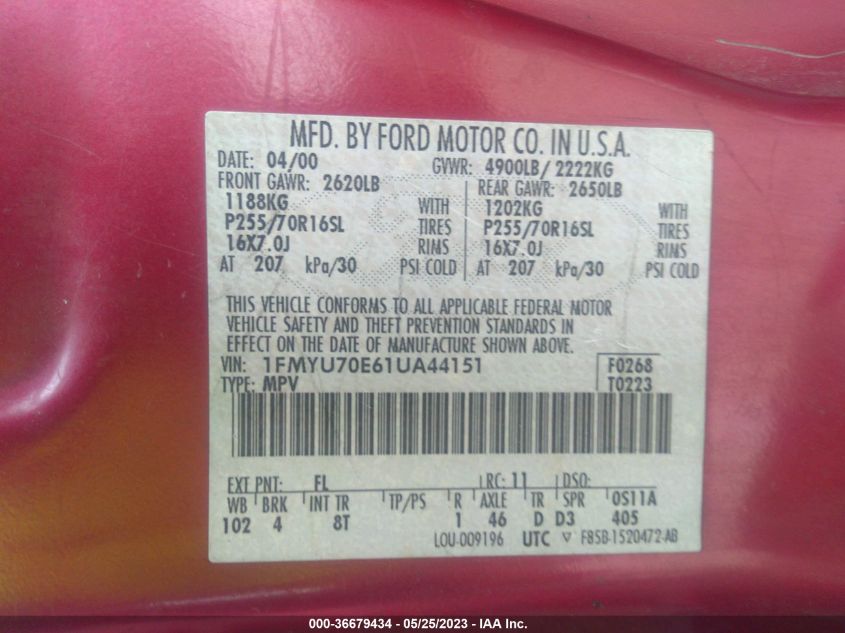 MFD. BY FORD MOTOR CO. IN U.S.A.
DATE: 04/00 GVWR: 4900LB/ 2222KG
FRONT GAWR: 2620LB REAR GAWR: 2650LB
1188KG WITH 1202KG WITH
P255/70R16SL TIRES P255/70R16SL TIRES
16X7.0J RIMS 16X7.0J RIMS
AT 207 kPa/30 PSI COLD AT 207 kPa/30 PSI COLD
THIS VEHICLE CONFORMS TO ALL APPLICABLE FEDERAL MOTOR
VEHICLE SAFETY AND THEFT PREVENTION STANDARDS IN
EFFECT ON THE DATE OF MANUFACTURE SHOWN ABOVE.
VIN: 1FMYU70E61UA44151 F0268
TYPE: MPV T0223
EXT PNT: FL RC: 11 DSO:
WB BRK INT TR TP/PS R AXLE TR SPR OS11A
102 4 8T 1 46 D D3 405
LOU-009196 UTC F85B-1520472-AB
000-36679434 - 05/25/2023 - IAA Inc.